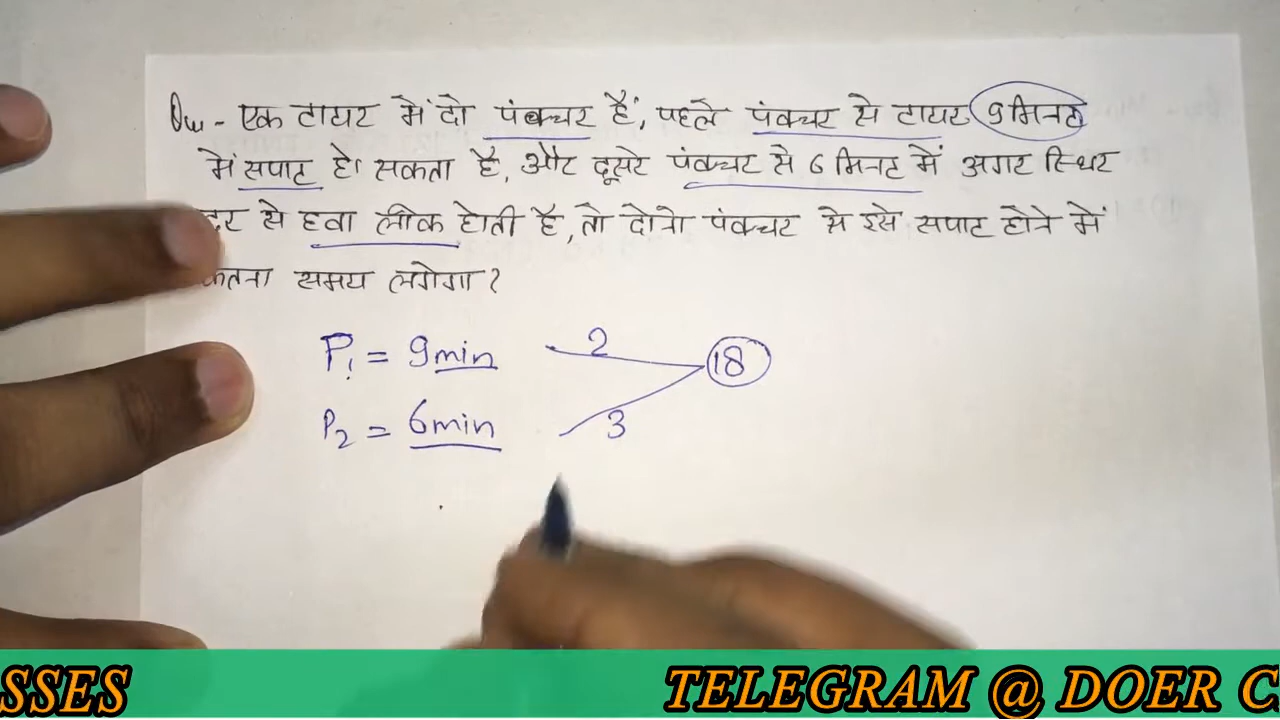 Qu - एक टायर में दो पंक्चर हैं, पहले पंक्चर से टायर 9 मिनट
में सपाट हो सकता है, और दूसरे पंक्चर से 6 मिनट में अगर स्थिर
दर से हवा लीक होती है, तो दोनो पंक्चर से इसे सपाट होने में
समय लगेगा?
P₁ = 9min 2 18
P₂ = 6min 3
SSES TELEGRAM @ DOER C